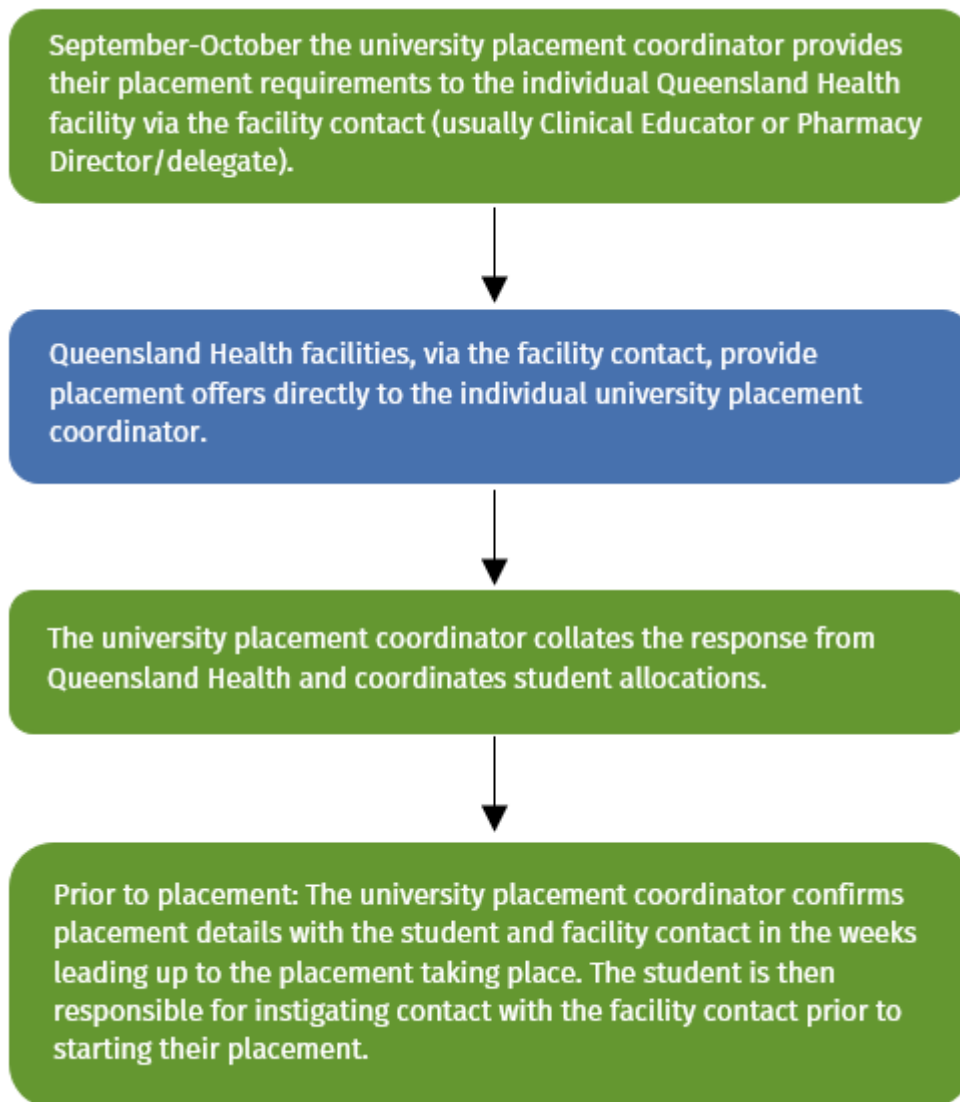 September-October the university placement coordinator provides
their placement requirements to the individual Queensland Health
facility via the facility contact (usually Clinical Educator or Pharmacy
Director/delegate).
Queensland Health facilities, via the facility contact, provide
placement offers directly to the individual university placement
coordinator.
The university placement coordinator collates the response from
Queensland Health and coordinates student allocations.
Prior to placement: The university placement coordinator confirms
placement details with the student and facility contact in the weeks
leading up to the placement taking place. The student is then
responsible for instigating contact with the facility contact prior to
starting their placement.